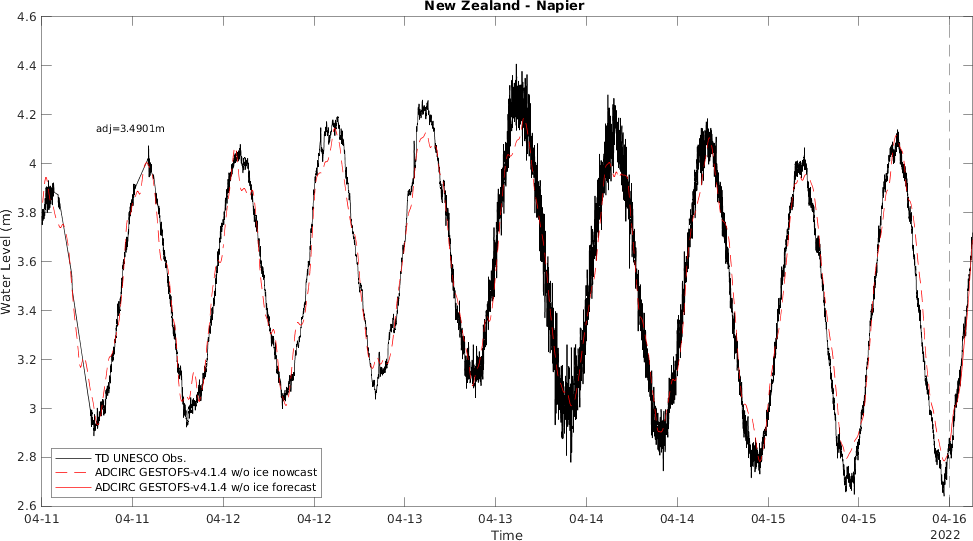 New Zealand - Napier
4.6
4.4
4.2
4
3.8
3.6
3.4
3.2
3
2.8
2.6
Water Level (m)
adj=3.4901m
TD UNESCO Obs.
ADCIRC GESTOFS-v4.1.4 w/o ice nowcast
ADCIRC GESTOFS-v4.1.4 w/o ice forecast
04-11 04-11 04-12 04-12 04-13 04-13 04-14 04-14 04-15 04-15 04-16
Time 2022